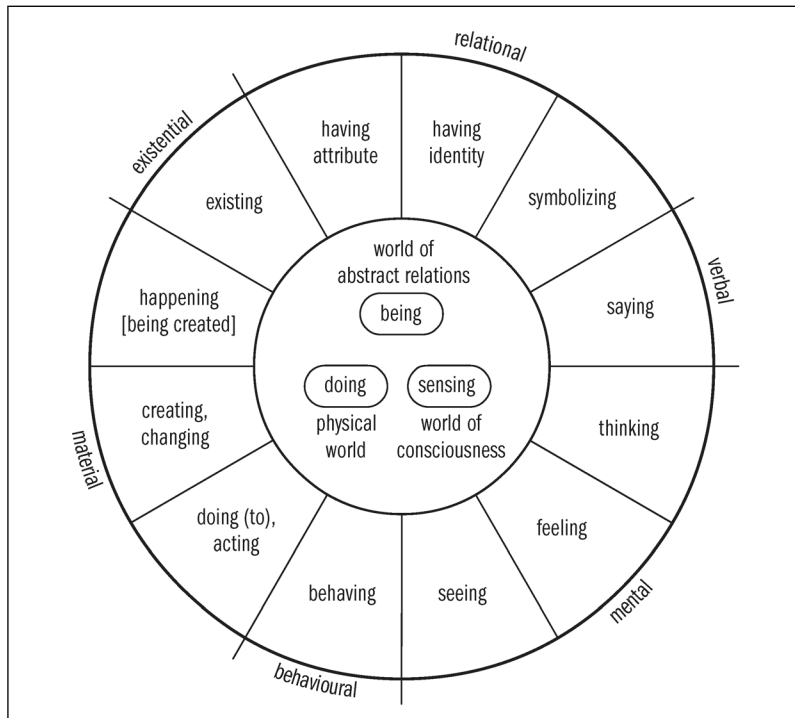 relational
existential
verbal
material
mental
behavioural
having
attribute
having
identity
symbolizing
saying
thinking
feeling
seeing
behaving
doing (to),
acting
creating,
changing
happening
[being created]
existing
world of
abstract relations
being
doing
sensing
physical
world
world of
consciousness